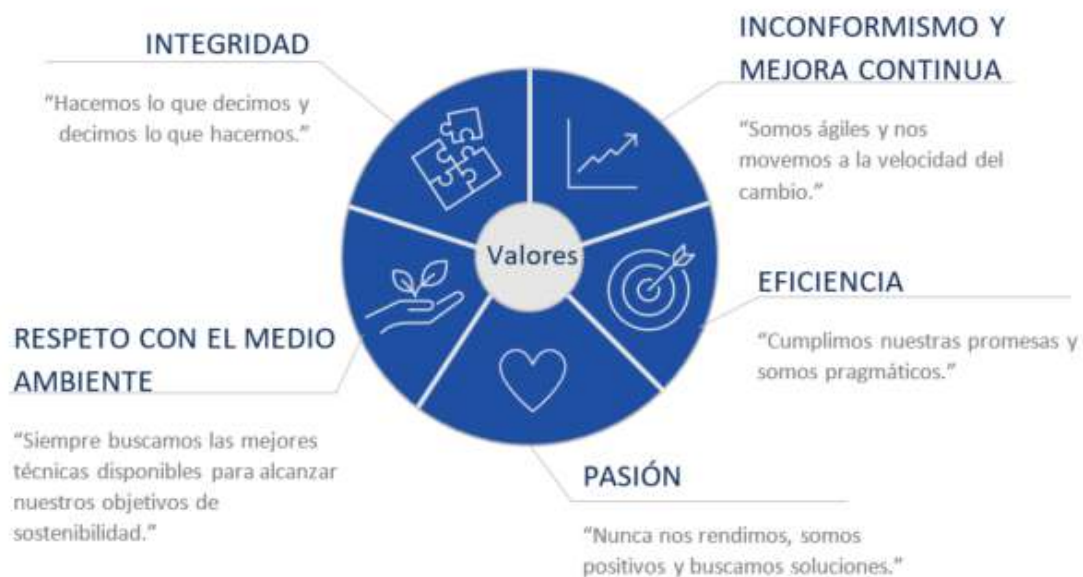 INTEGRIDAD
“Hacemos lo que decimos y
decimos lo que hacemos.”
INCONFORMISMO Y
MEJORA CONTINUA
“Somos ágiles y nos
movemos a la velocidad del
cambio.”
Valores
EFICIENCIA
“Cumplimos nuestras promesas y
somos pragmáticos.”
RESPETO CON EL MEDIO
AMBIENTE
“Siempre buscamos las mejores
técnicas disponibles para alcanzar
nuestros objetivos de
sostenibilidad.”
PASIÓN
“Nunca nos rendimos, somos
positivos y buscamos soluciones.”